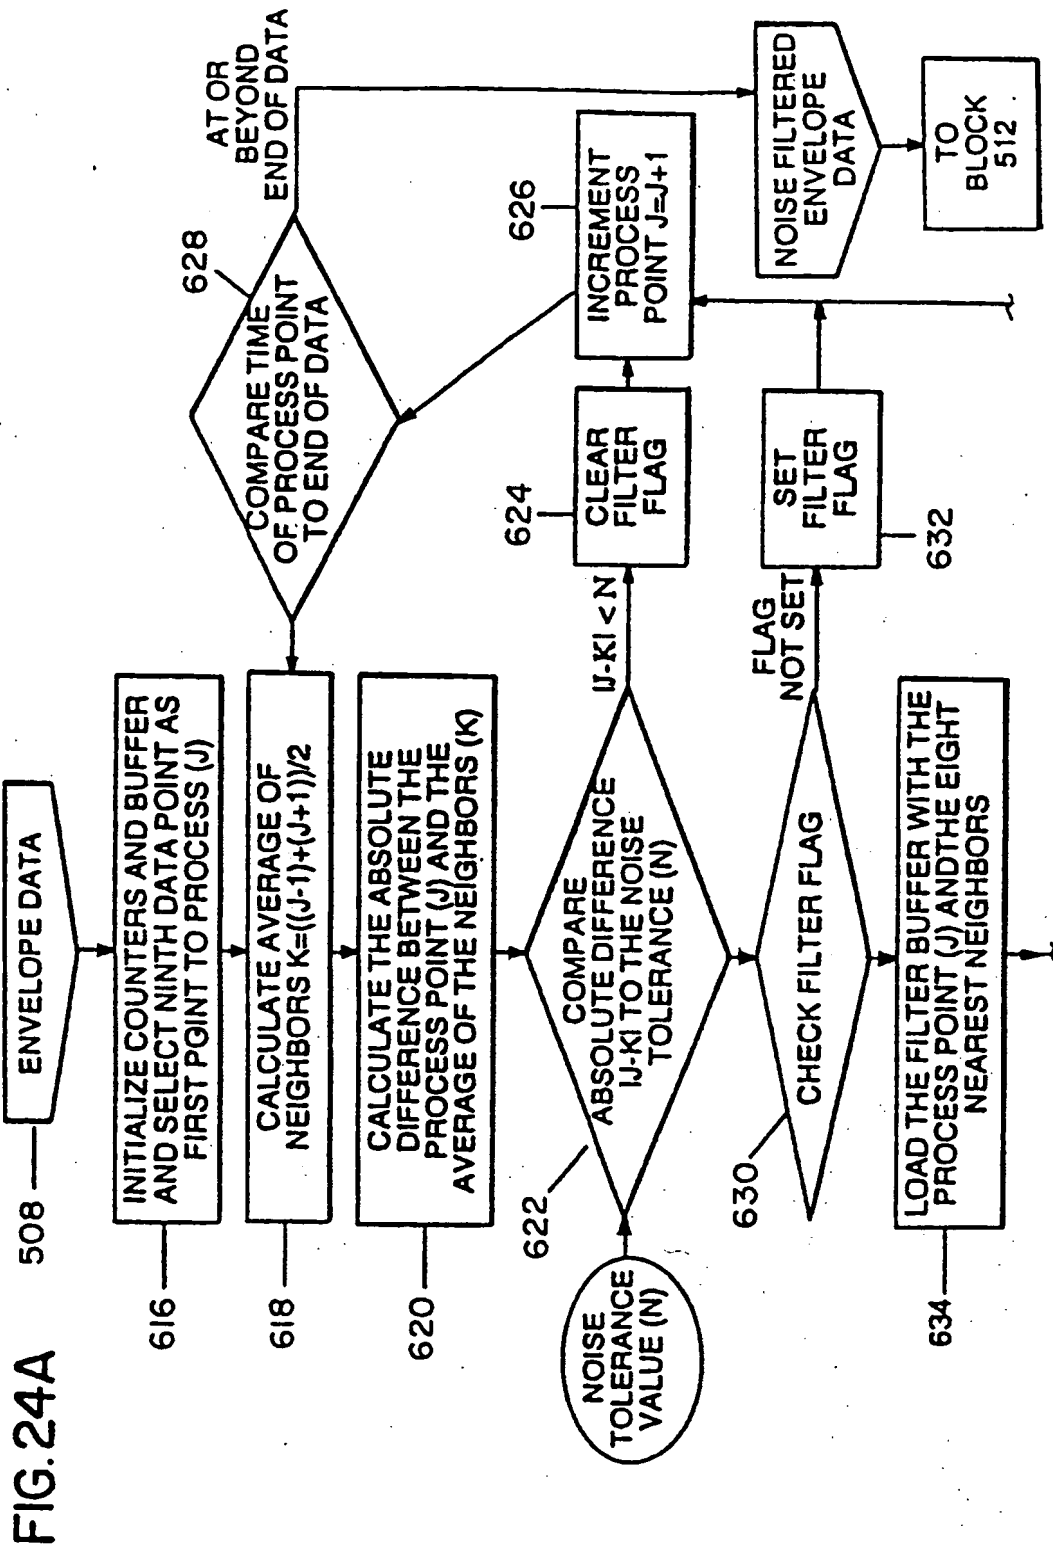 FIG.24A
508
ENVELOPE DATA
616
INITIALIZE COUNTERS AND BUFFER
AND SELECT NINTH DATA POINT AS
FIRST POINT TO PROCESS (J)
618
CALCULATE AVERAGE OF
NEIGHBORS K=((J-1)+(J+1))/2
620
CALCULATE THE ABSOLUTE
DIFFERENCE BETWEEN THE
PROCESS POINT (J) AND THE
AVERAGE OF THE NEIGHBORS (K)
NOISE
TOLERANCE
VALUE (N)
622
COMPARE
ABSOLUTE DIFFERENCE
IJ-KI TO THE NOISE
TOLERANCE (N)
IJ-KI < N
624
CLEAR
FILTER
FLAG
626
INCREMENT
PROCESS
POINT J=J+1
628
COMPARE TIME
OF PROCESS POINT
TO END OF DATA
AT OR
BEYOND
END OF DATA
NOISE FILTERED
ENVELOPE
DATA
TO
BLOCK
512
630
CHECK FILTER FLAG
FLAG
NOT SET
SET
FILTER
FLAG
632
634
LOAD THE FILTER BUFFER WITH THE
PROCESS POINT (J) ANDTHE EIGHT
NEAREST NEIGHBORS